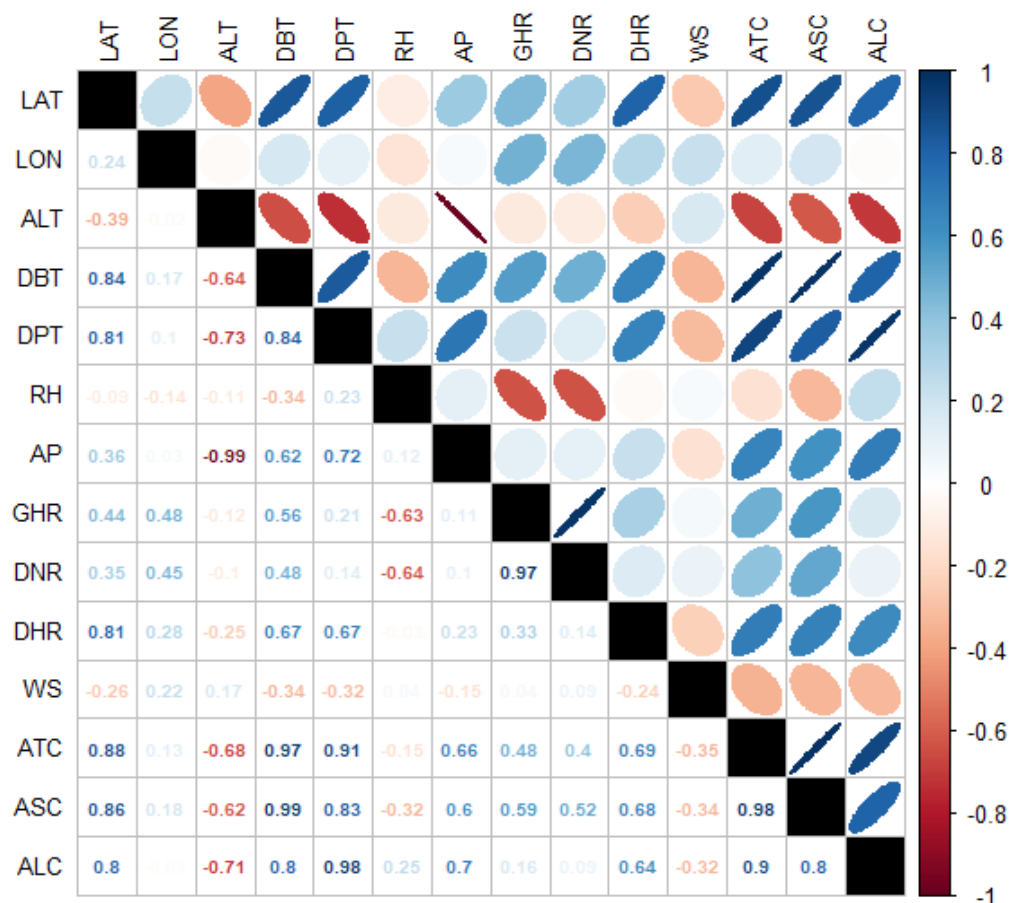 LAT LON ALT DBT DPT RH AP GHR DNR DHR WS ATC ASC ALC
LAT
LON 0.24
ALT -0.39
DBT 0.84 0.17 -0.64
DPT 0.81 0.1 -0.73 0.84
RH -0.09 -0.14 -0.11 -0.34 0.23
AP 0.36 0.03 -0.99 0.62 0.72 0.12
GHR 0.44 0.48 -0.12 0.56 0.21 -0.63 0.11
DNR 0.35 0.45 -0.1 0.48 0.14 -0.64 0.1 0.97
DHR 0.81 0.28 -0.25 0.67 0.67 -0.03 0.23 0.33 0.14
WS -0.26 0.22 0.17 -0.34 -0.32 0.04 -0.15 0.04 0.09 -0.24
ATC 0.88 0.13 -0.68 0.97 0.91 -0.15 0.66 0.48 0.4 0.69 -0.35
ASC 0.86 0.18 -0.62 0.99 0.83 -0.32 0.6 0.59 0.52 0.68 -0.34 0.98
ALC 0.8 -0.71 0.8 0.98 0.25 0.7 0.16 0.09 0.64 -0.32 0.9 0.8
1
0.8
0.6
0.4
0.2
0
-0.2
-0.4
-0.6
-0.8
-1